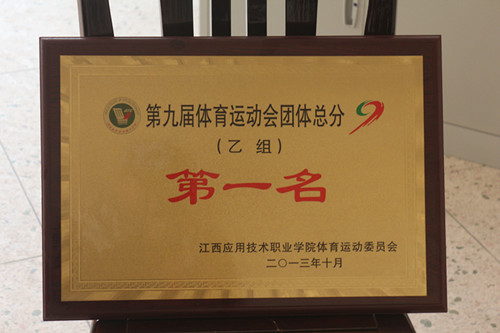 第九届体育运动会团体总分
（乙 组）
第一名
江西应用技术职业学院体育运动委员会
二〇一三年十月